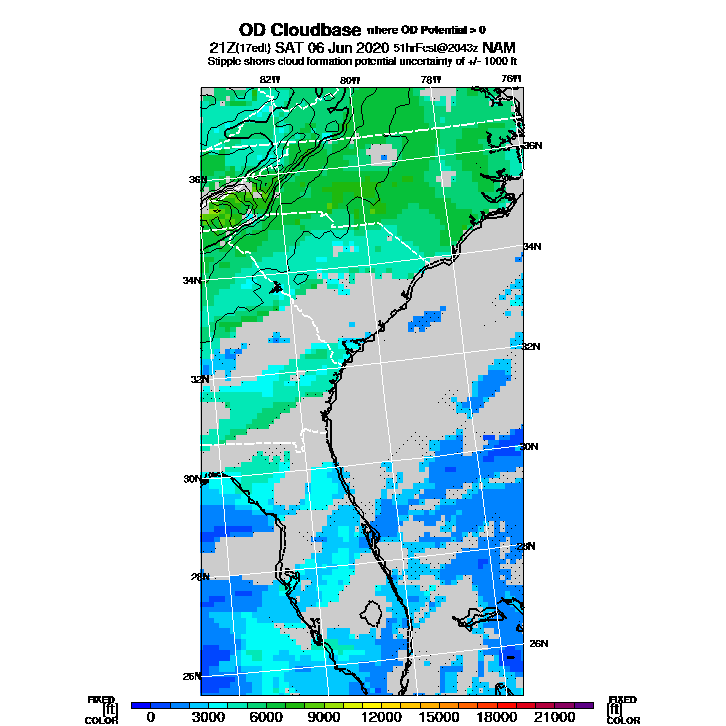 OD Cloudbase where OD Potential > 0
21Z(17edt) SAT 06 Jun 2020 51hrFcst@2043z NAM
Stipple shows cloud formation potential uncertainty of +/- 1000 ft
82W 80W 78W 76W
36N
36N
34N
34N
32N
32N
30N
30N
28N
28N
26N
26N
FIXED FIXED
[ft] [ft]
COLOR 0 3000 6000 9000 12000 15000 18000 21000 COLOR